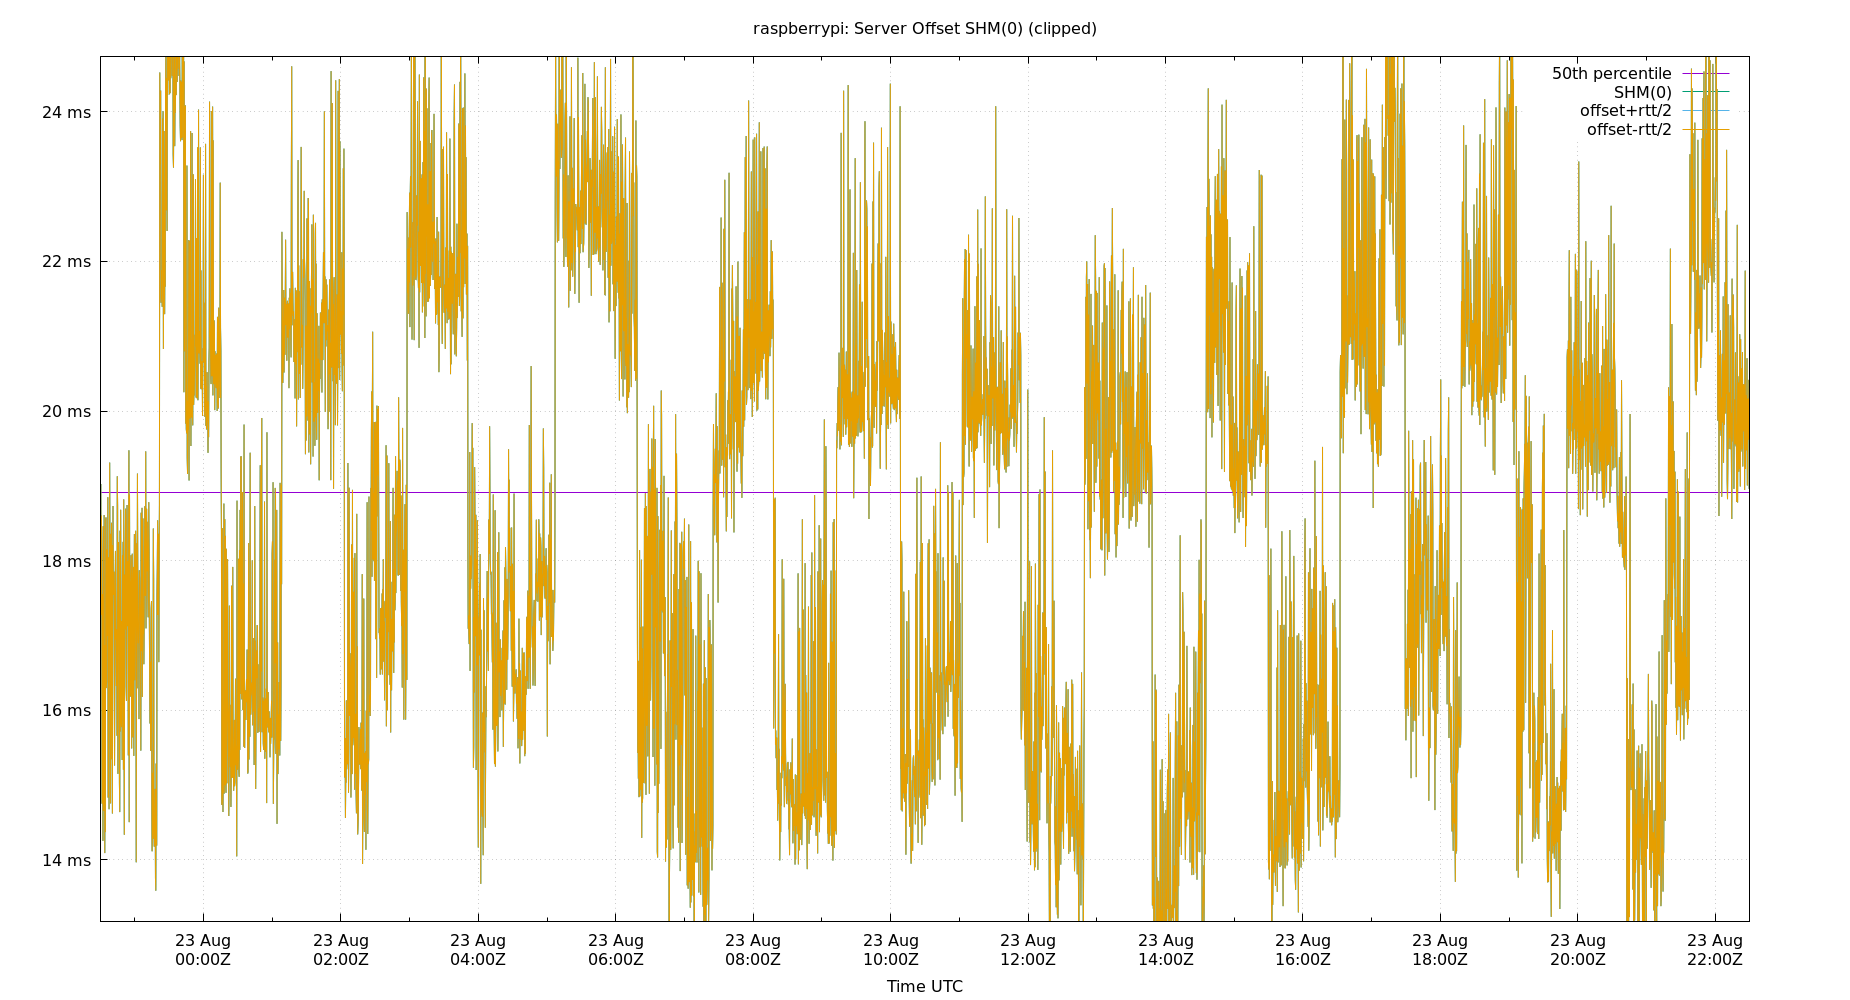 raspberrypi: Server Offset SHM(0) (clipped)
50th percentile
SHM(0)
offset+rtt/2
offset-rtt/2
24 ms
22 ms
20 ms
18 ms
16 ms
14 ms
23 Aug 23 Aug 23 Aug 23 Aug 23 Aug 23 Aug 23 Aug 23 Aug 23 Aug 23 Aug 23 Aug 23 Aug
00:00Z 02:00Z 04:00Z 06:00Z 08:00Z 10:00Z 12:00Z 14:00Z 16:00Z 18:00Z 20:00Z 22:00Z
Time UTC